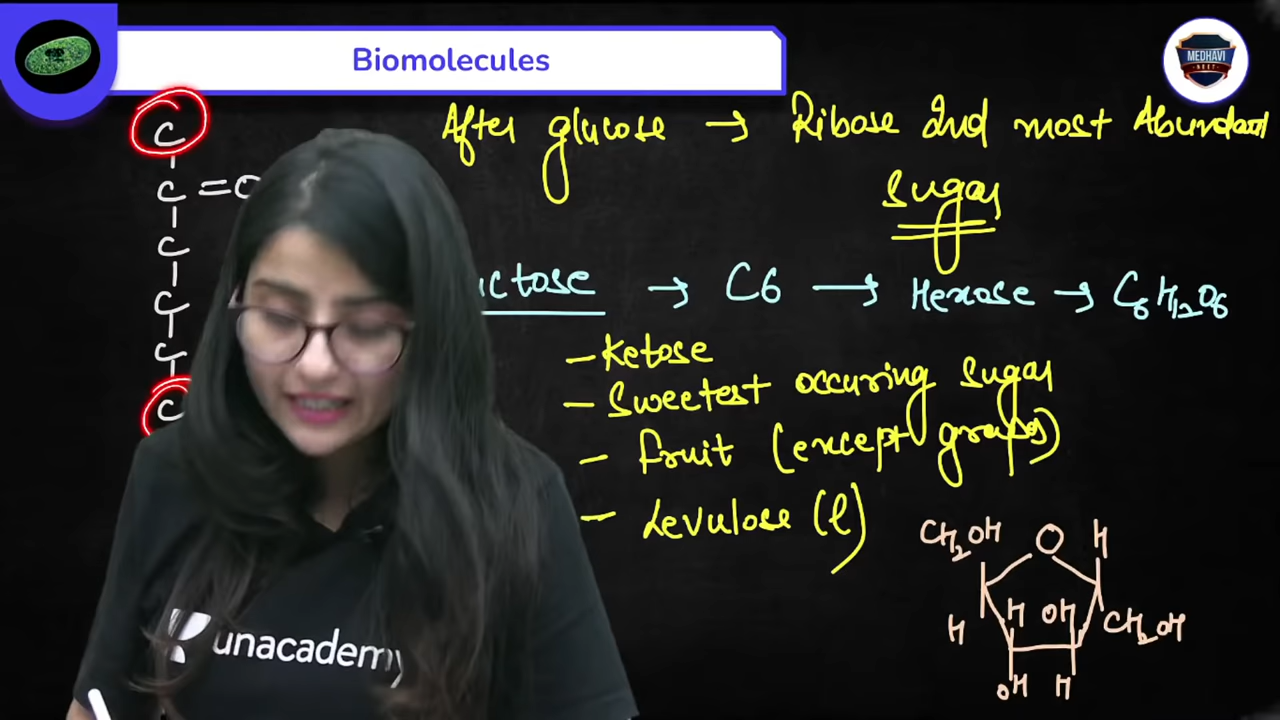 Biomolecules
MEDHAVI
NEET
C
After glucose → Ribose 2nd most Abundant
C = O
Sugar
C
ctose → C6 → Hexose → C6H12O6
C
- Ketose
C
- Sweetest occuring sugar
C
- fruit (except grapes)
- Levulose (l)
CH2OH O H
H H OH CH2OH
OH H
unacademy